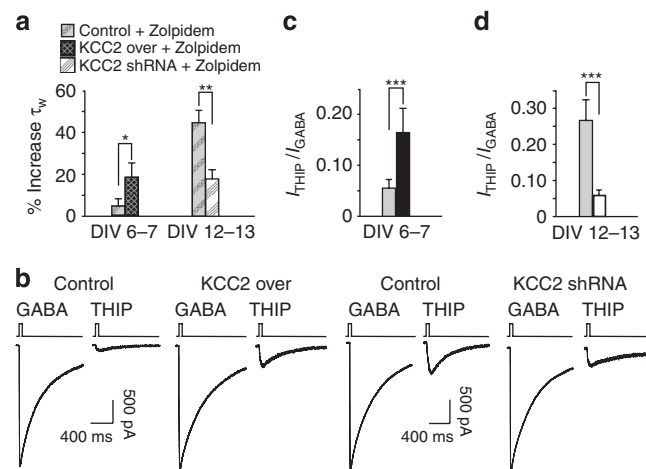 a
Control + Zolpidem
KCC2 over + Zolpidem
KCC2 shRNA + Zolpidem
% Increase τw
60
40
20
0
*
**
DIV 6–7
DIV 12–13
c
ITHIP/IGABA
0.20
0.10
0
***
DIV 6–7
d
ITHIP/IGABA
0.30
0.20
0.10
0
***
DIV 12–13
b
Control
KCC2 over
Control
KCC2 shRNA
GABA THIP
GABA THIP
GABA THIP
GABA THIP
500 pA
400 ms
500 pA
400 ms